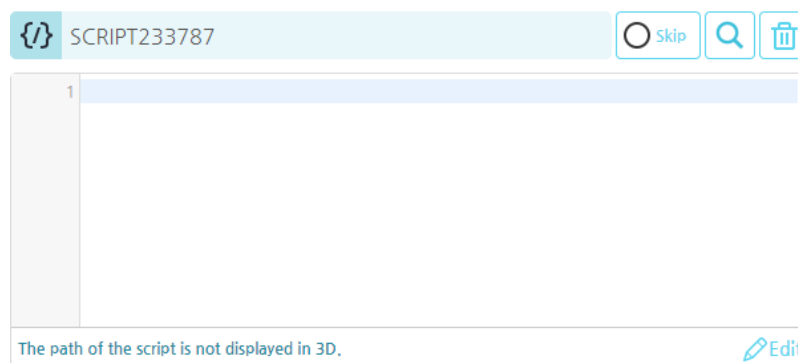 {/} SCRIPT233787 Skip
1
The path of the script is not displayed in 3D. Edit